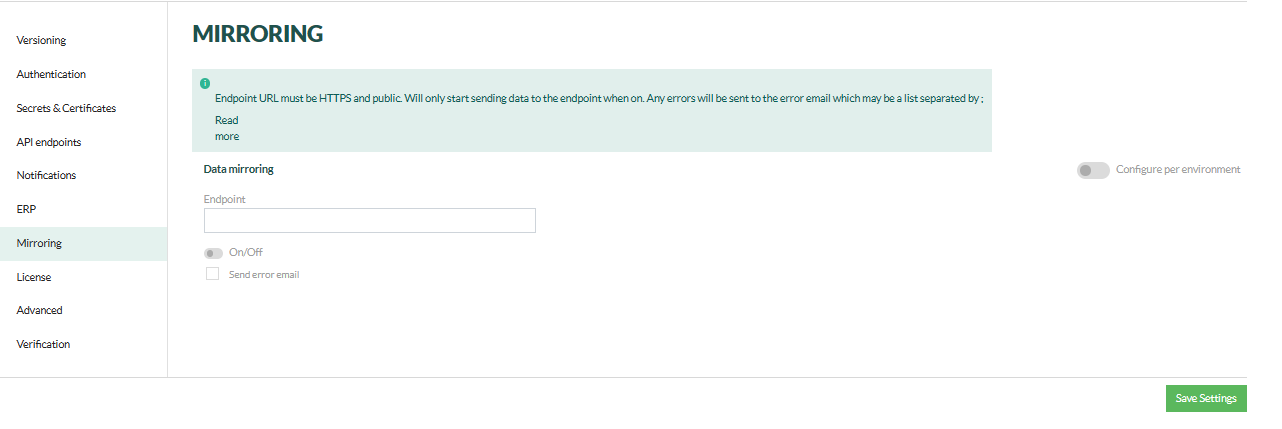 Versioning
Authentication
Secrets & Certificates
API endpoints
Notifications
ERP
Mirroring
License
Advanced
Verification
MIRRORING
Endpoint URL must be HTTPS and public. Will only start sending data to the endpoint when on. Any errors will be sent to the error email which may be a list separated by ;
Read
more
Data mirroring
Configure per environment
Endpoint
On/Off
Send error email
Save Settings